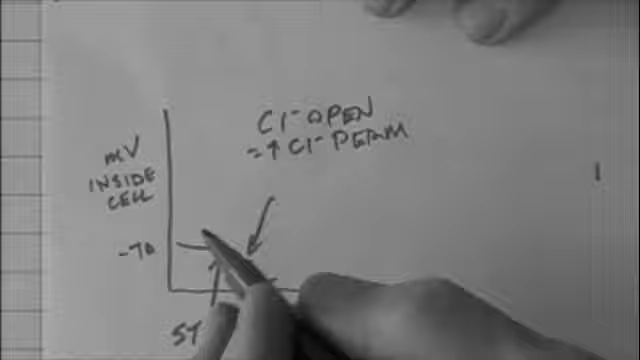 Cl- OPEN
=↑ Cl- PERM
mV
INSIDE
CELL
-70
ST